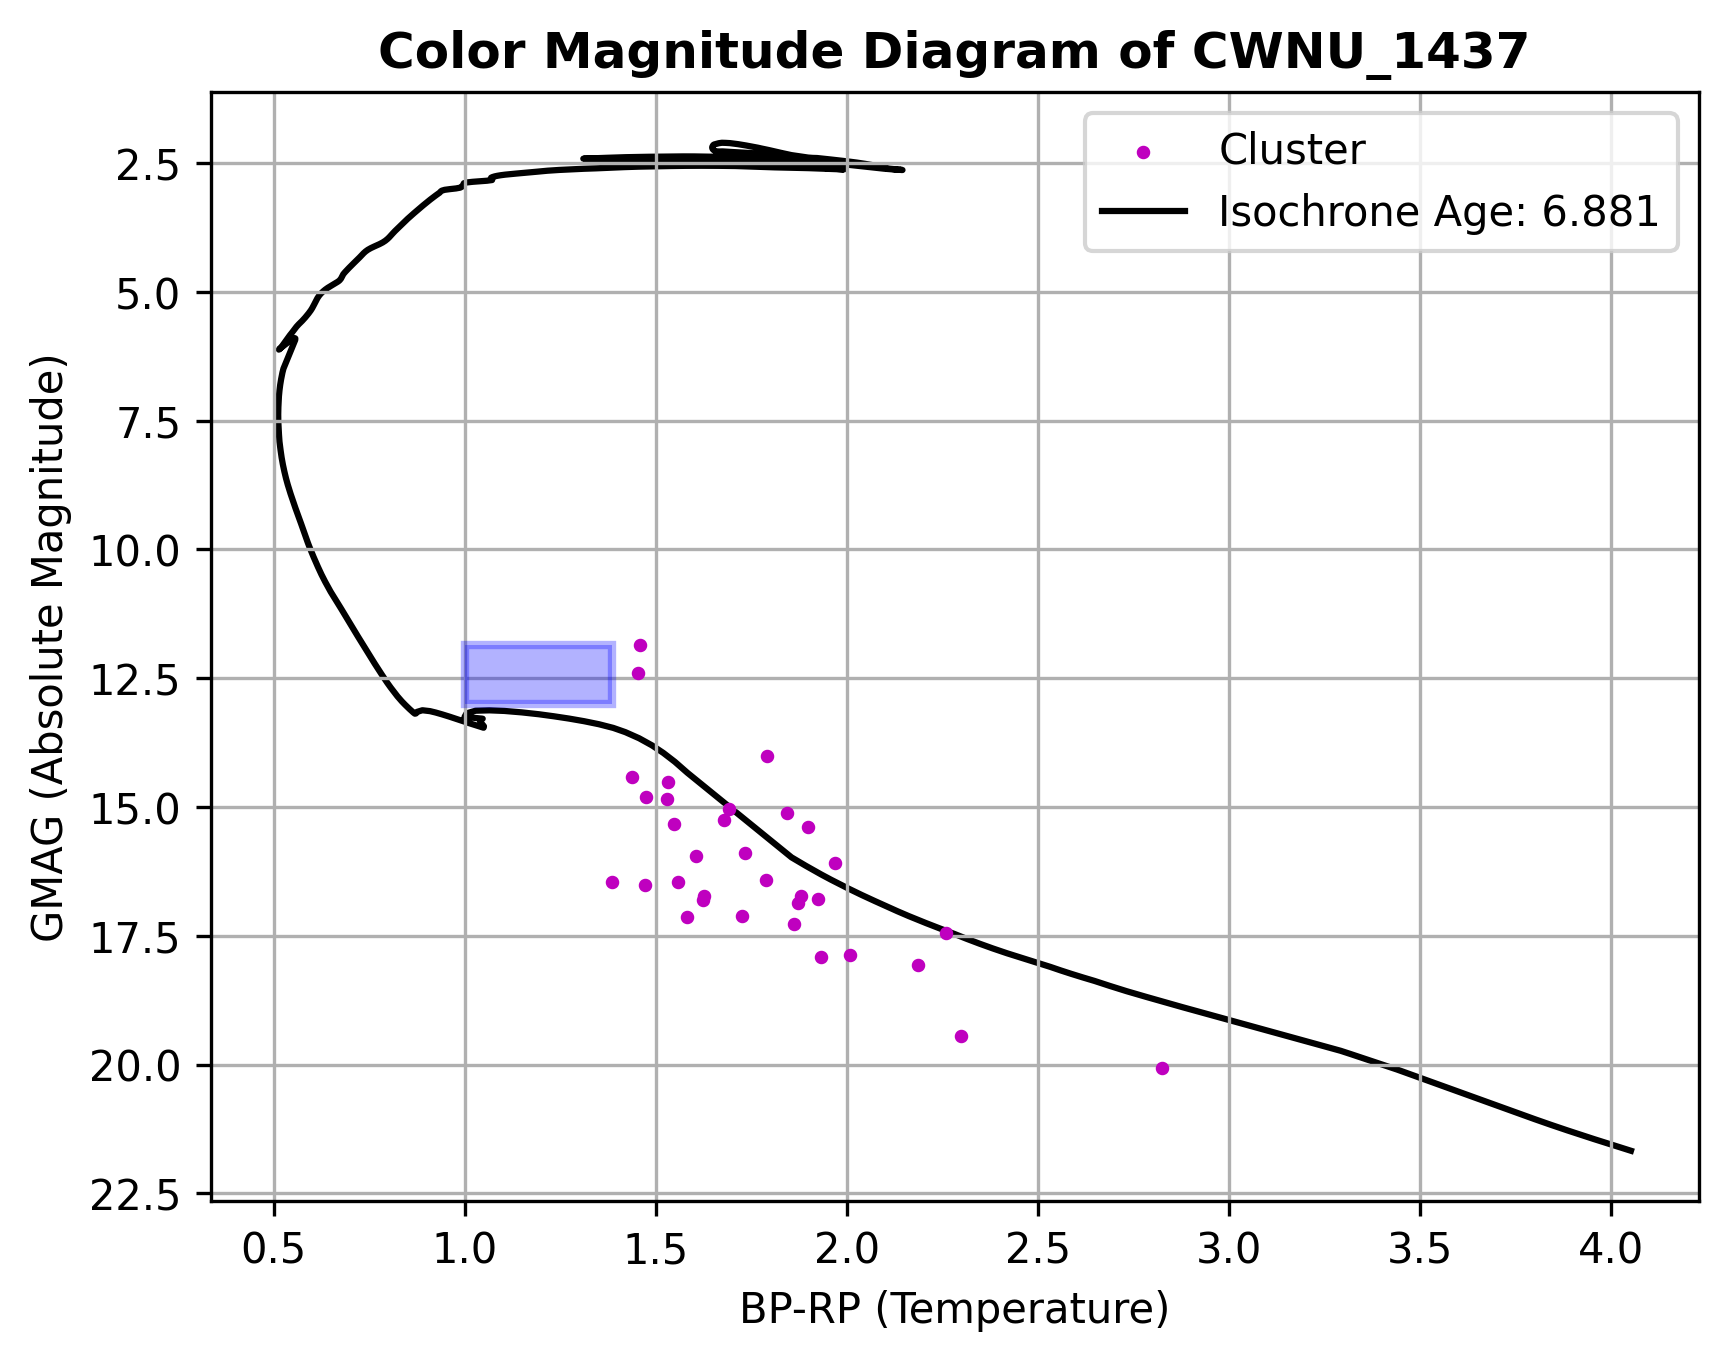 Color Magnitude Diagram of CWNU_1437
Cluster
Isochrone Age: 6.881
GMAG (Absolute Magnitude)
2.5
5.0
7.5
10.0
12.5
15.0
17.5
20.0
22.5
0.5 1.0 1.5 2.0 2.5 3.0 3.5 4.0
BP-RP (Temperature)